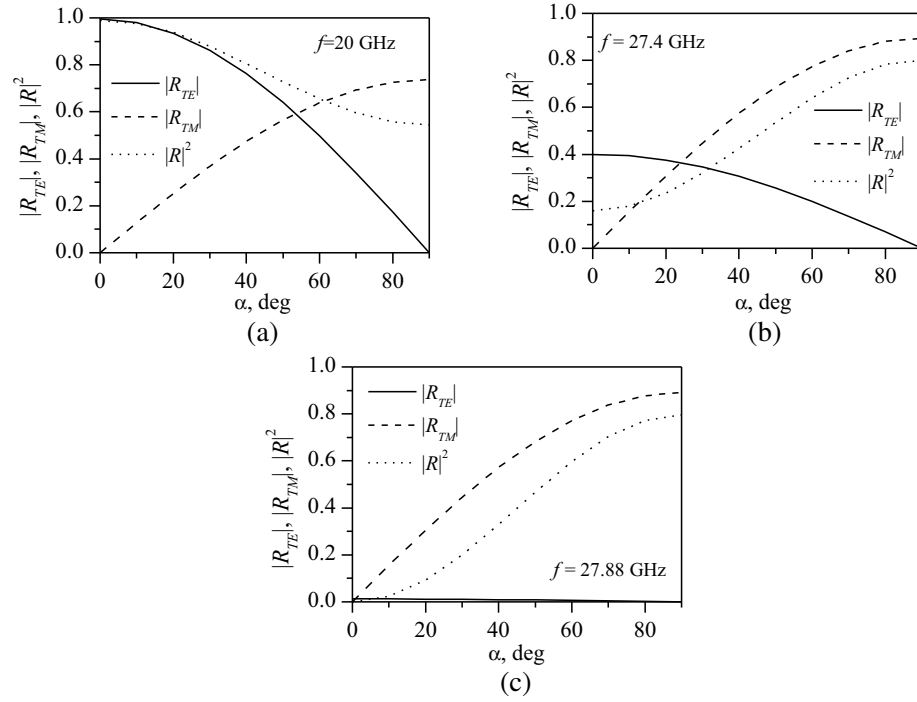 1.0
0.8
0.6
0.4
0.2
0.0
|R_TE|, |R_TM|, |R|²
f=20 GHz
|R_TE|
|R_TM|
|R|²
0 20 40 60 80
α, deg
(a)
1.0
0.8
0.6
0.4
0.2
0.0
|R_TE|, |R_TM|, |R|²
f = 27.4 GHz
|R_TE|
|R_TM|
|R|²
0 20 40 60 80
α, deg
(b)
1.0
0.8
0.6
0.4
0.2
0.0
|R_TE|, |R_TM|, |R|²
|R_TE|
|R_TM|
|R|²
f = 27.88 GHz
0 20 40 60 80
α, deg
(c)